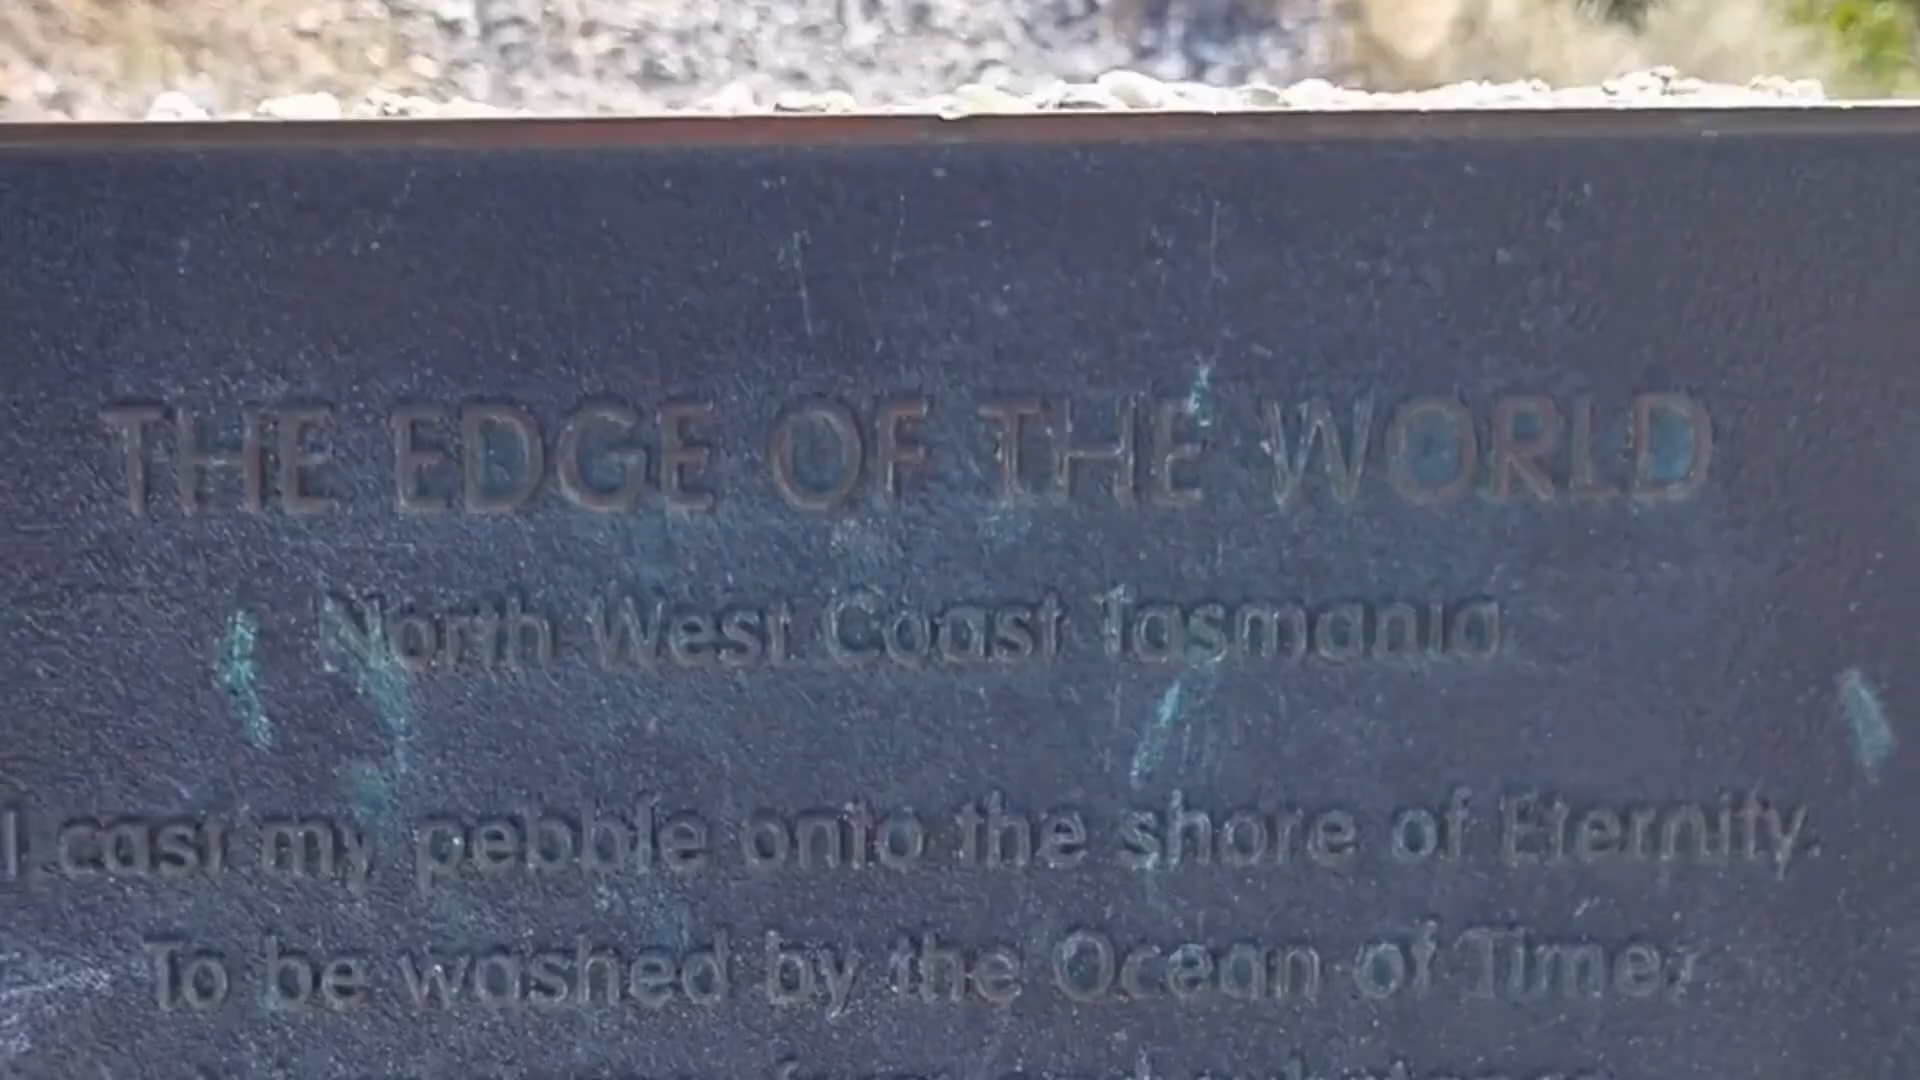 THE EDGE OF THE WORLD
North West Coast Tasmania
I cast my pebble onto the shore of Eternity.
To be washed by the Ocean of Time.